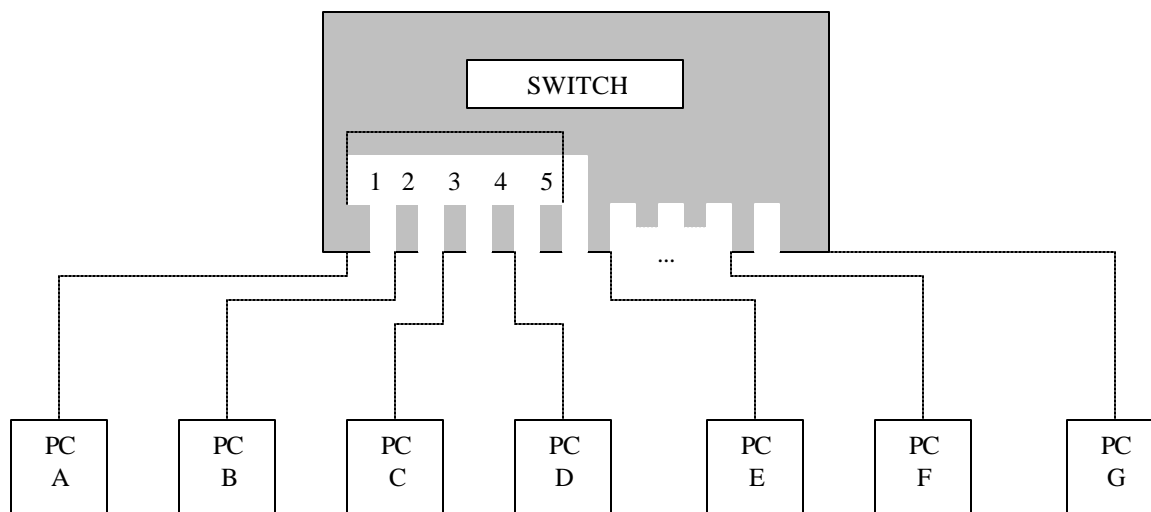 SWITCH
1 2 3 4 5
...
PC PC PC PC PC PC PC
A B C D E F G